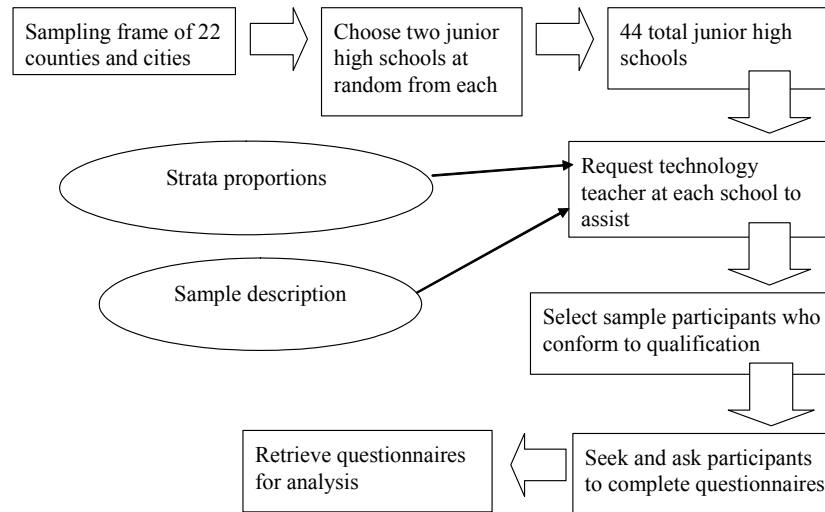 Sampling frame of 22
counties and cities
Choose two junior
high schools at
random from each
44 total junior high
schools
Strata proportions
Request technology
teacher at each school to
assist
Sample description
Select sample participants who
conform to qualification
Seek and ask participants
to complete questionnaires
Retrieve questionnaires
for analysis